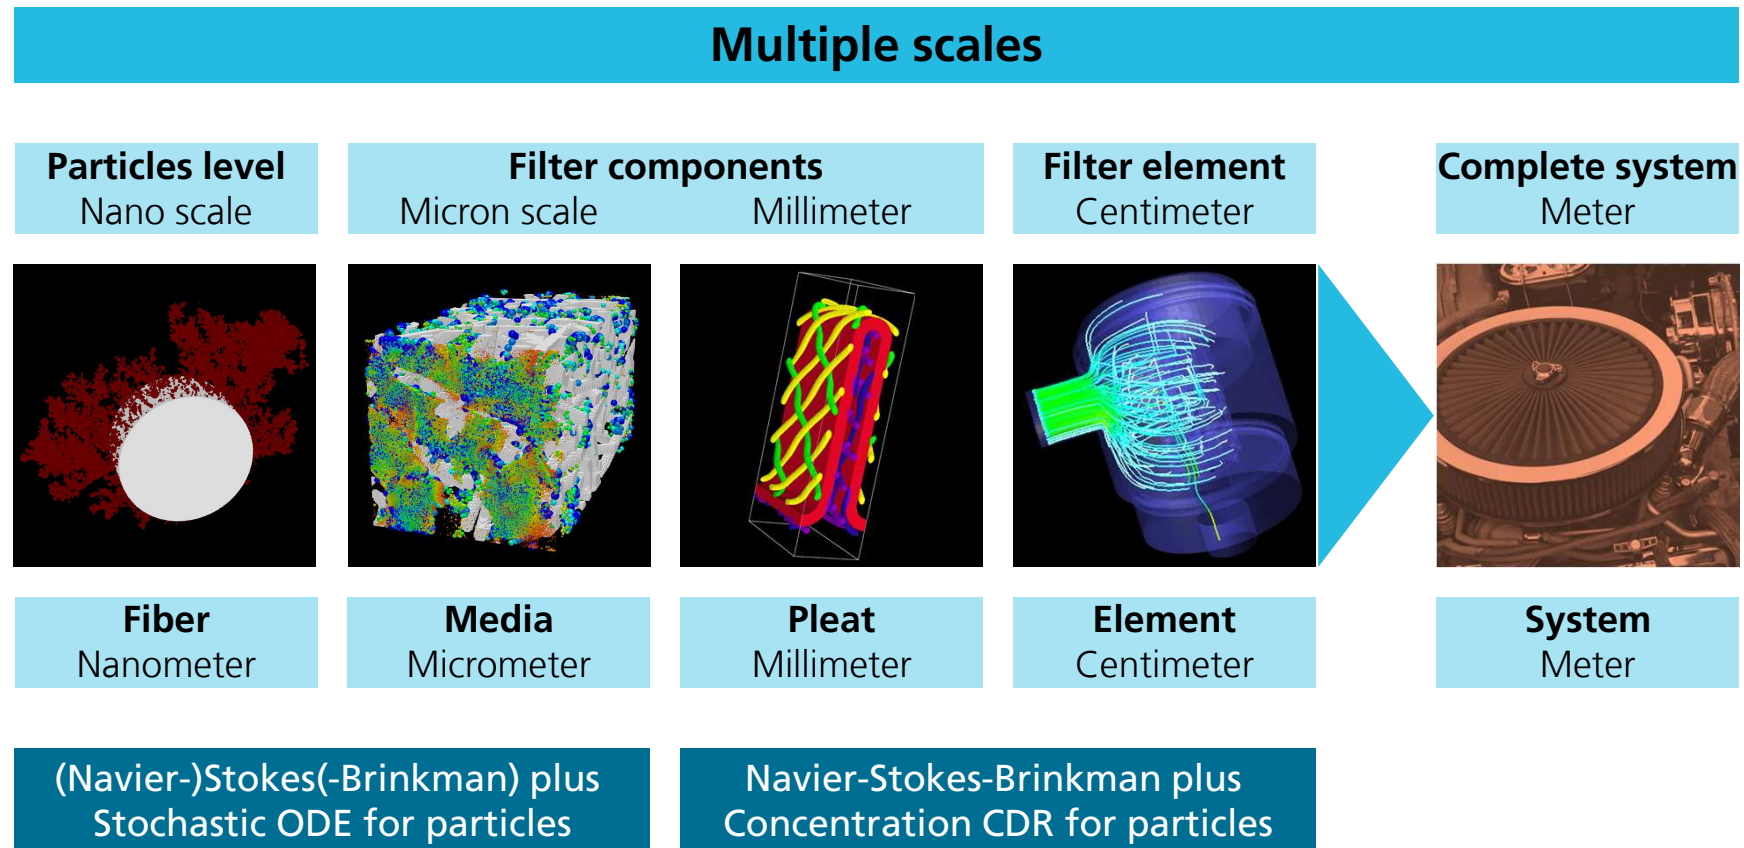 Multiple scales
Particles level
Nano scale
Filter components
Micron scale Millimeter
Filter element
Centimeter
Complete system
Meter
Fiber
Nanometer
Media
Micrometer
Pleat
Millimeter
Element
Centimeter
System
Meter
(Navier-)Stokes(-Brinkman) plus
Stochastic ODE for particles
Navier-Stokes-Brinkman plus
Concentration CDR for particles